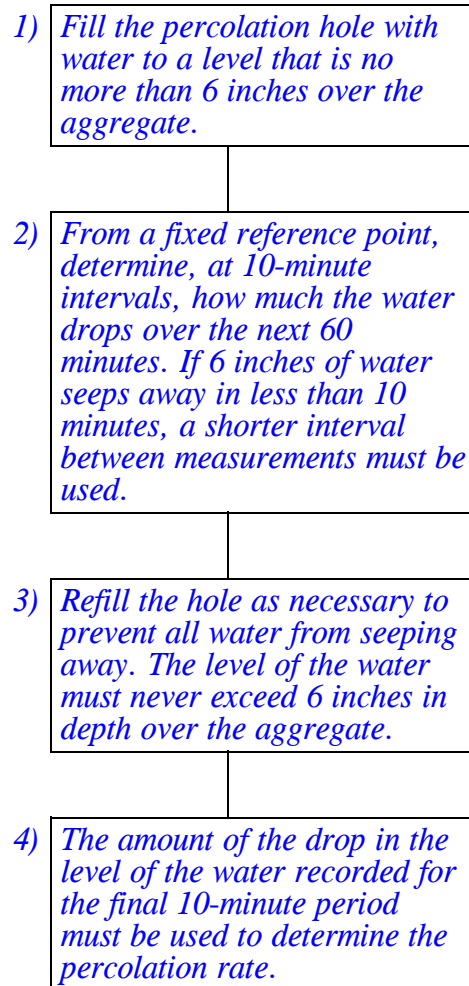 1) Fill the percolation hole with
water to a level that is no
more than 6 inches over the
aggregate.
2) From a fixed reference point,
determine, at 10-minute
intervals, how much the water
drops over the next 60
minutes. If 6 inches of water
seeps away in less than 10
minutes, a shorter interval
between measurements must be
used.
3) Refill the hole as necessary to
prevent all water from seeping
away. The level of the water
must never exceed 6 inches in
depth over the aggregate.
4) The amount of the drop in the
level of the water recorded for
the final 10-minute period
must be used to determine the
percolation rate.